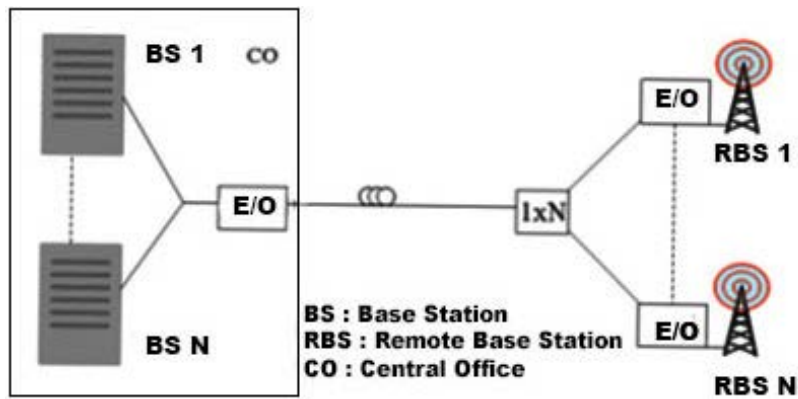 BS 1 CO
E/O
RBS 1
E/O
1xN
BS N
BS : Base Station
RBS : Remote Base Station
CO : Central Office
E/O
RBS N